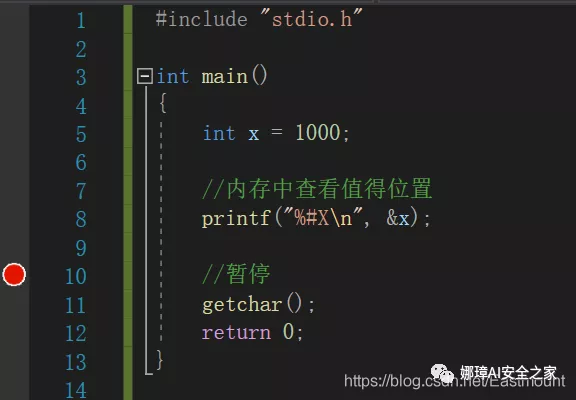 1 #include "stdio.h"
2
3 int main()
4 {
5 int x = 1000;
6
7 //内存中查看值得位置
8 printf("%#X\n", &x);
9
10 //暂停
11 getchar();
12 return 0;
13 }
14
娜璋AI安全之家
https://blog.csdn.net/Eastmount